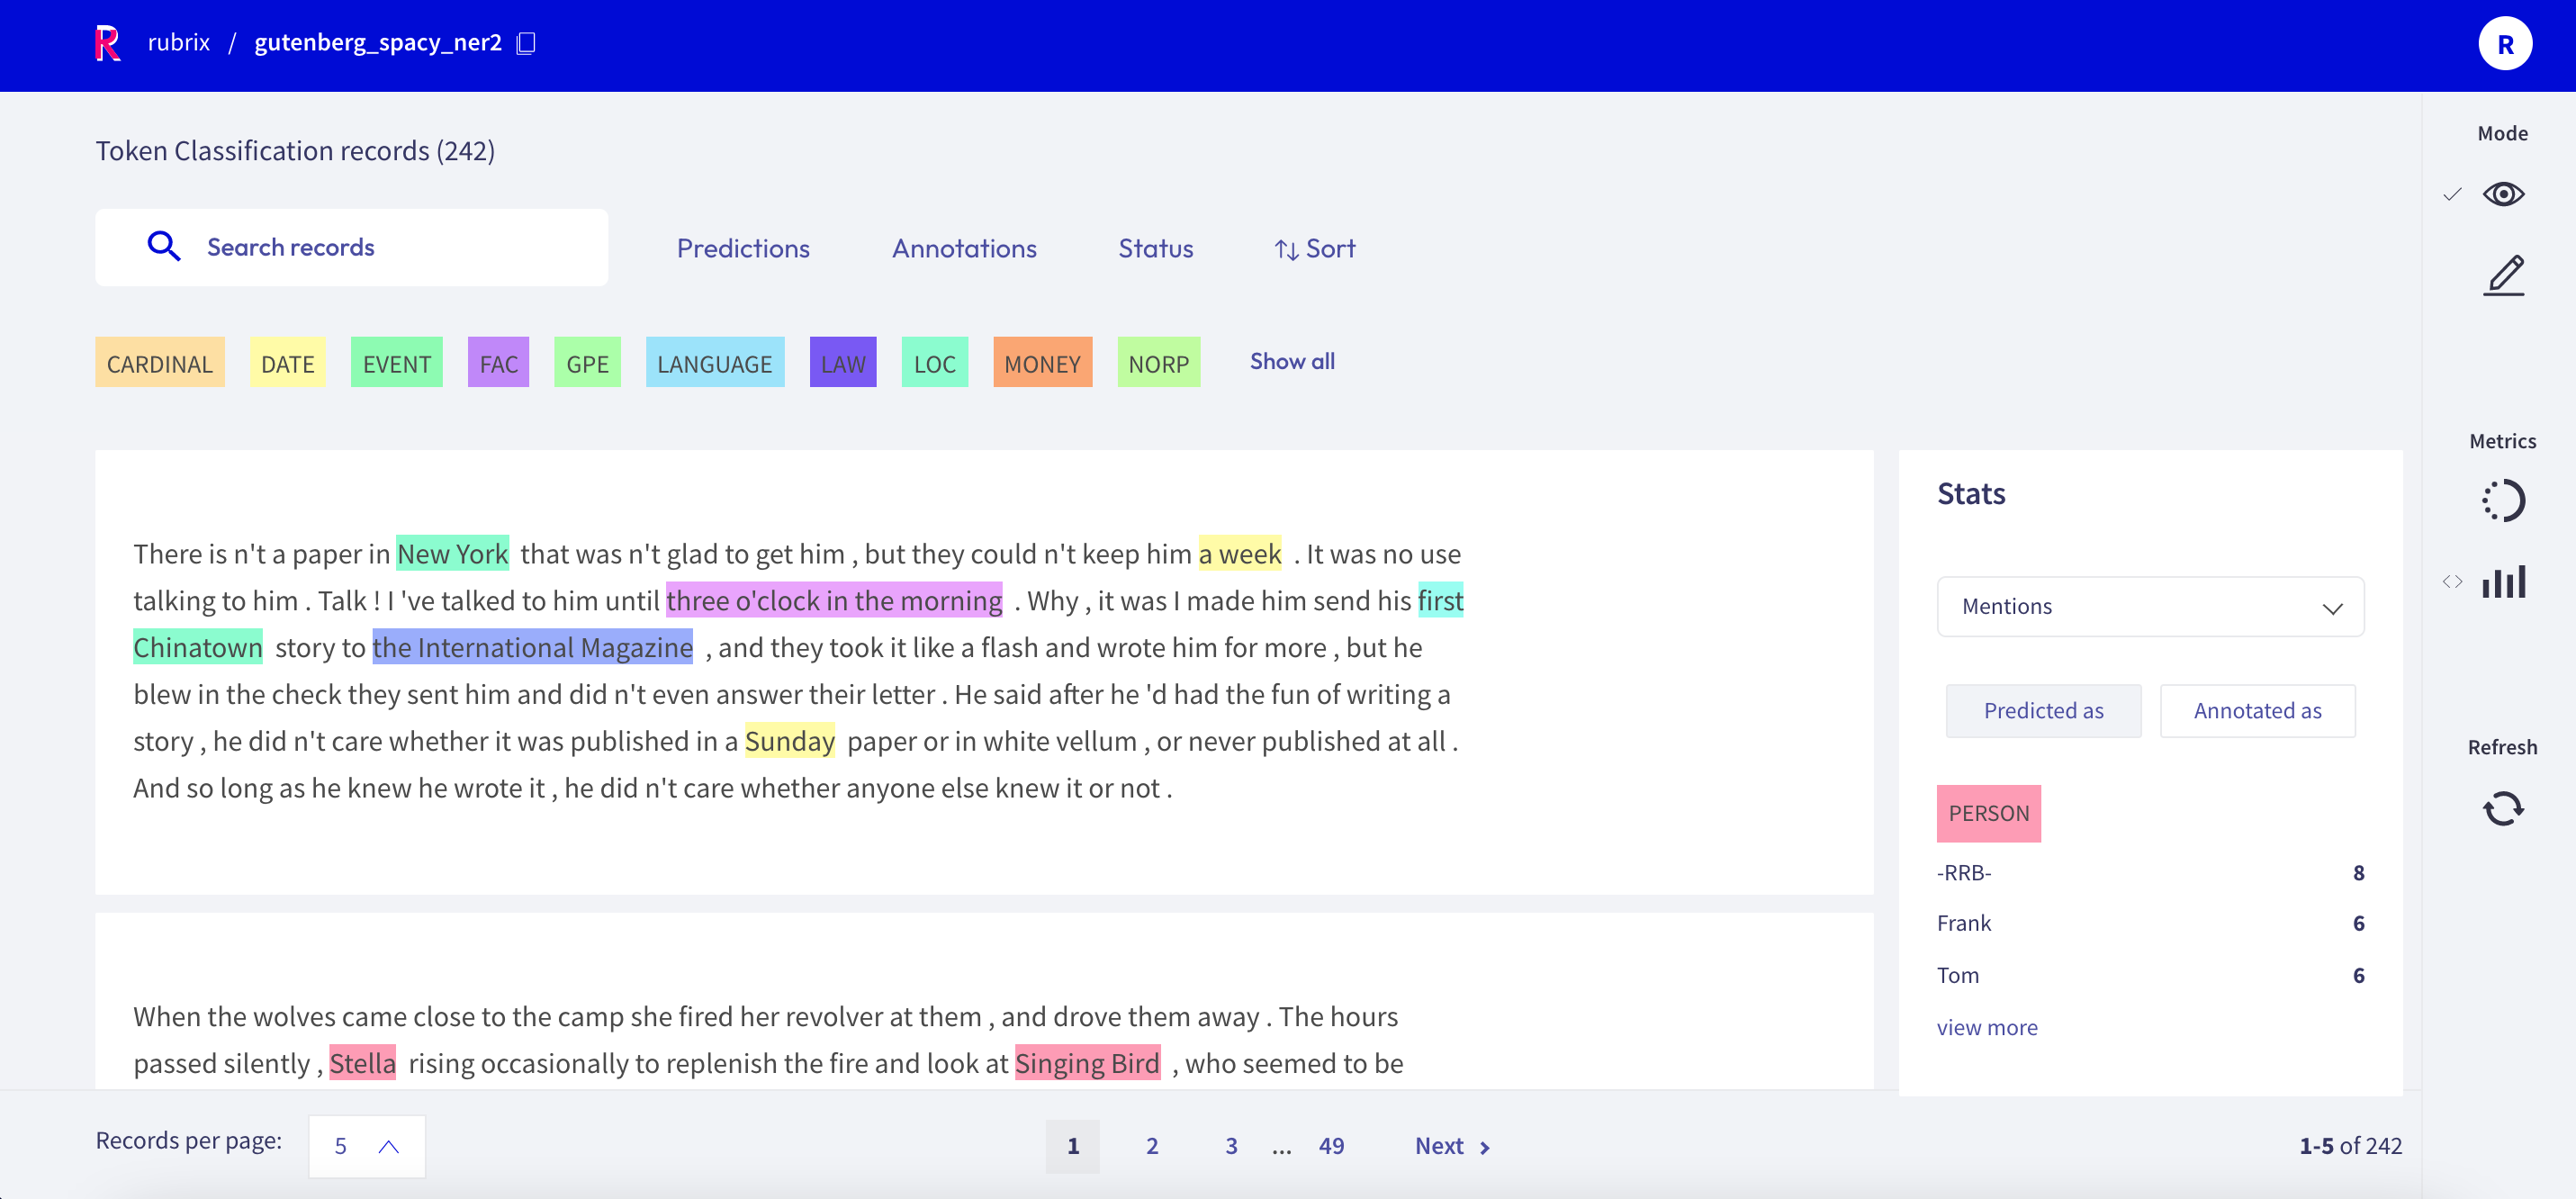 rubrix / gutenberg_spacy_ner2
R
Token Classification records (242)
Mode
Search records
Predictions
Annotations
Status
Sort
CARDINAL
DATE
EVENT
FAC
GPE
LANGUAGE
LAW
LOC
MONEY
NORP
Show all
There is n't a paper in New York that was n't glad to get him , but they could n't keep him a week . It was no use
talking to him . Talk ! I 've talked to him until three o'clock in the morning . Why , it was I made him send his first
Chinatown story to the International Magazine , and they took it like a flash and wrote him for more , but he
blew in the check they sent him and did n't even answer their letter . He said after he 'd had the fun of writing a
story , he did n't care whether it was published in a Sunday paper or in white vellum , or never published at all .
And so long as he knew he wrote it , he did n't care whether anyone else knew it or not .
When the wolves came close to the camp she fired her revolver at them , and drove them away . The hours
passed silently , Stella rising occasionally to replenish the fire and look at Singing Bird , who seemed to be
Stats
Mentions
Predicted as
Annotated as
PERSON
-RRB- 8
Frank 6
Tom 6
view more
Metrics
Refresh
Records per page: 5
1 2 3 ... 49 Next >
1-5 of 242